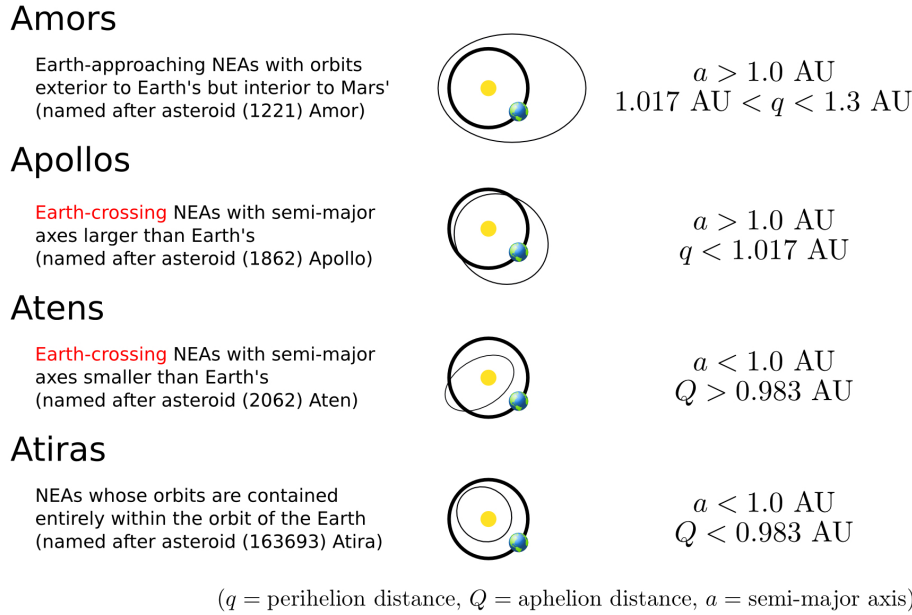 Amors
Earth-approaching NEAs with orbits
exterior to Earth's but interior to Mars'
(named after asteroid (1221) Amor)
a > 1.0 AU
1.017 AU < q < 1.3 AU
Apollos
Earth-crossing NEAs with semi-major
axes larger than Earth's
(named after asteroid (1862) Apollo)
a > 1.0 AU
q < 1.017 AU
Atens
Earth-crossing NEAs with semi-major
axes smaller than Earth's
(named after asteroid (2062) Aten)
a < 1.0 AU
Q > 0.983 AU
Atiras
NEAs whose orbits are contained
entirely within the orbit of the Earth
(named after asteroid (163693) Atira)
a < 1.0 AU
Q < 0.983 AU
(q = perihelion distance, Q = aphelion distance, a = semi-major axis)